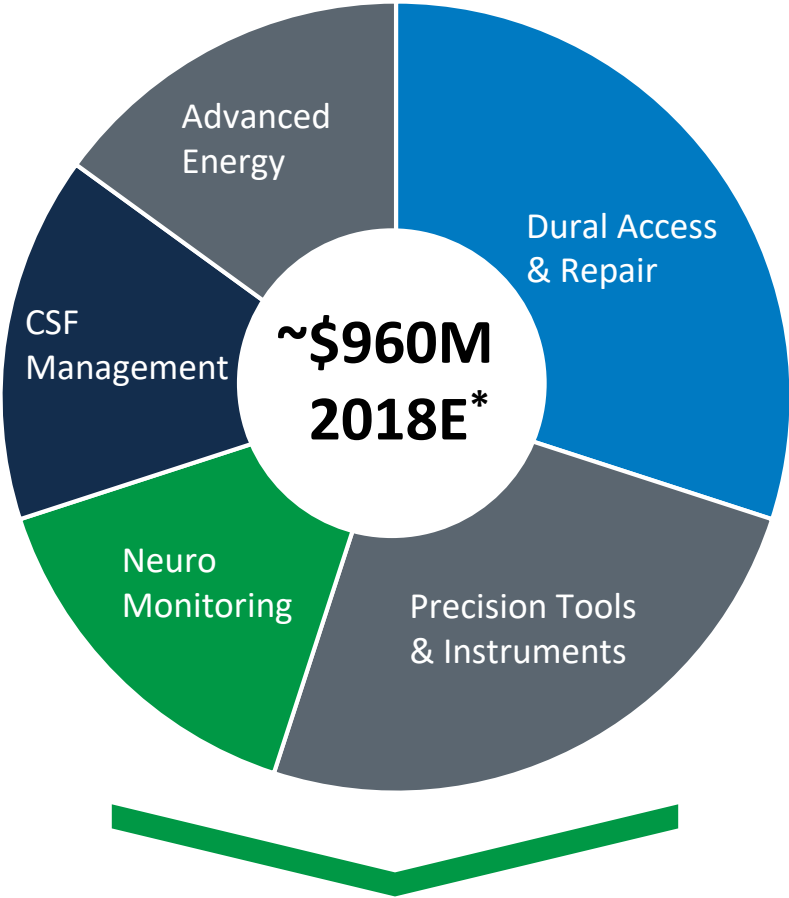 Advanced
Energy
Dural Access
& Repair
CSF
Management
~$960M
2018E*
Neuro
Monitoring
Precision Tools
& Instruments